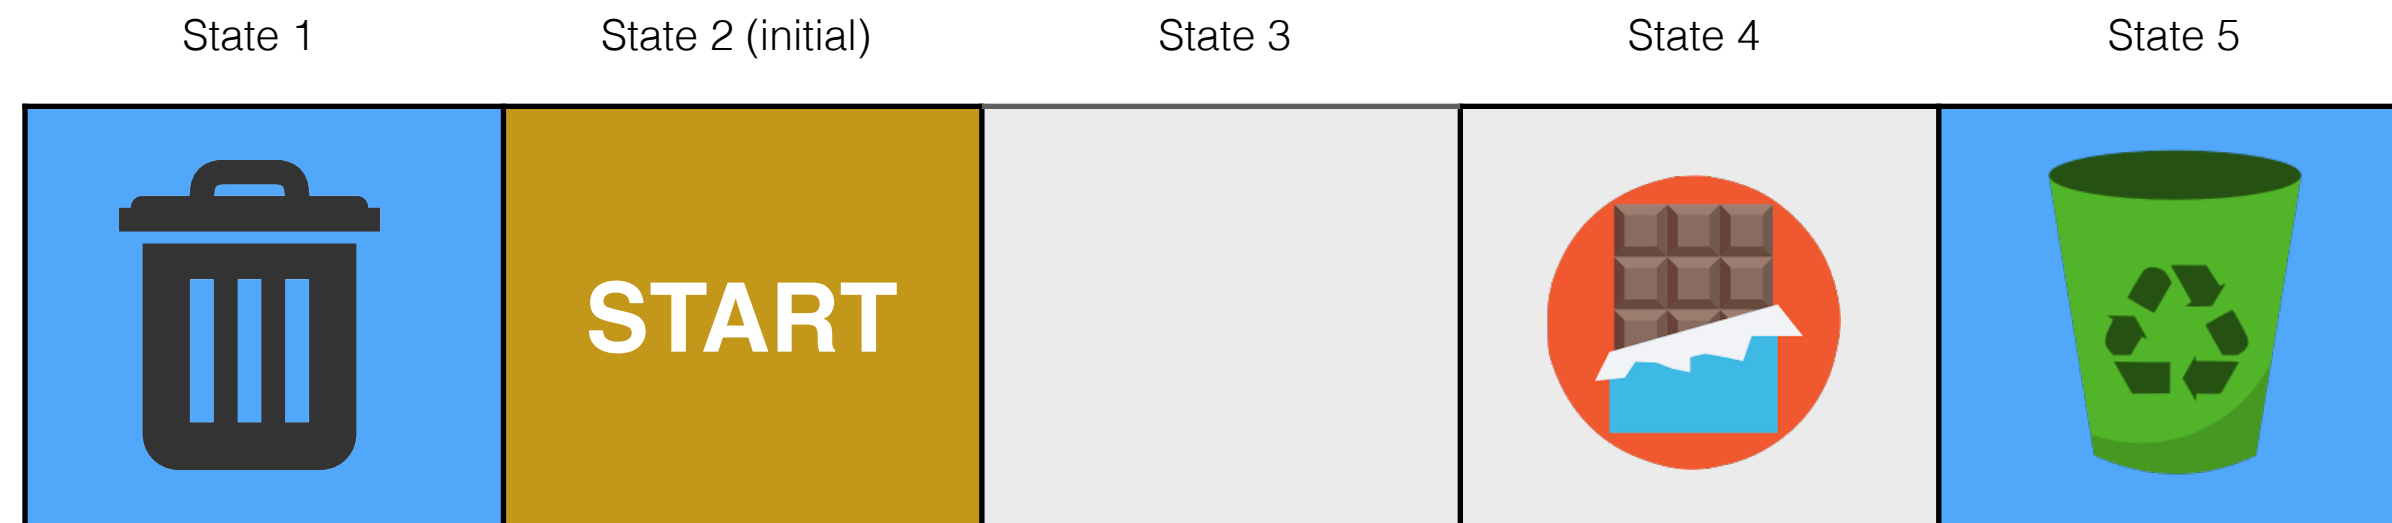 State 1
State 2 (initial)
State 3
State 4
State 5
START